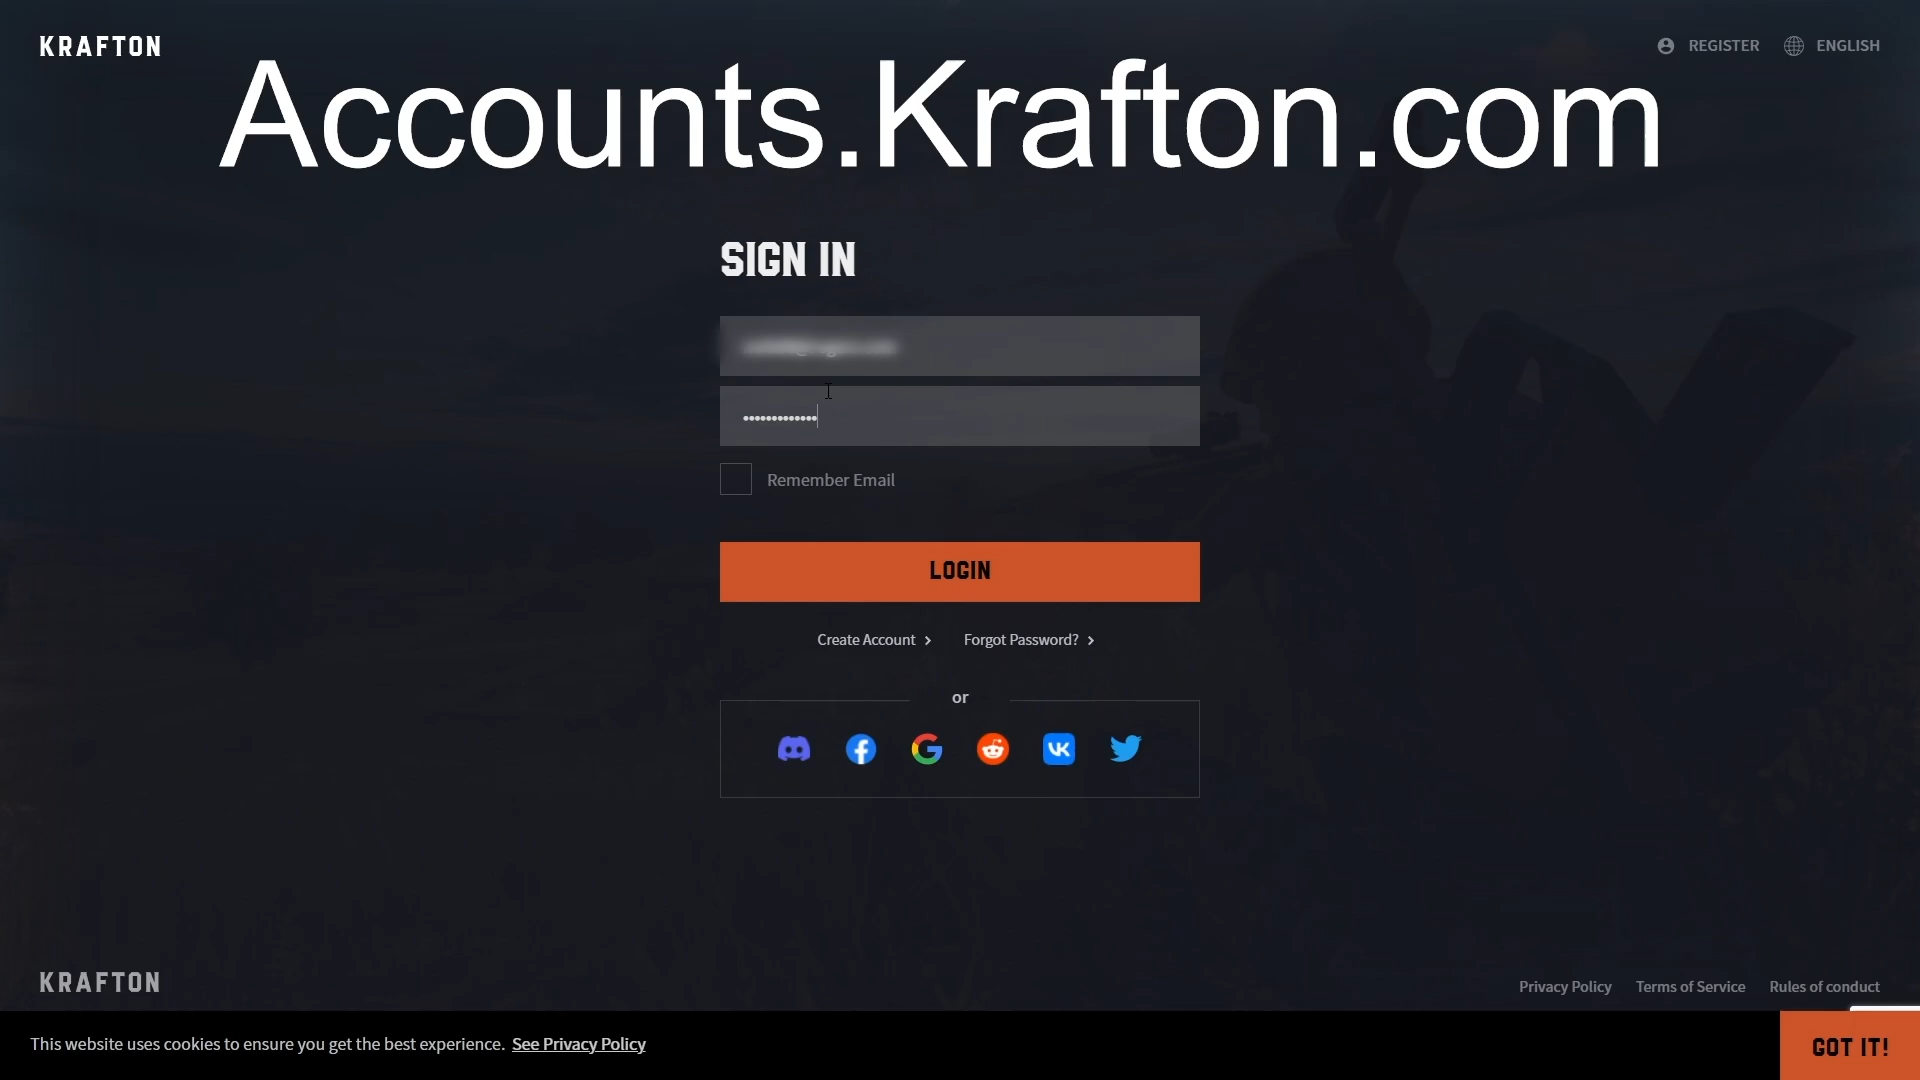 KRAFTON
REGISTER
ENGLISH
Accounts.Krafton.com
SIGN IN
Remember Email
LOGIN
Create Account
Forgot Password?
or
KRAFTON
Privacy Policy
Terms of Service
Rules of conduct
This website uses cookies to ensure you get the best experience. See Privacy Policy
GOT IT!